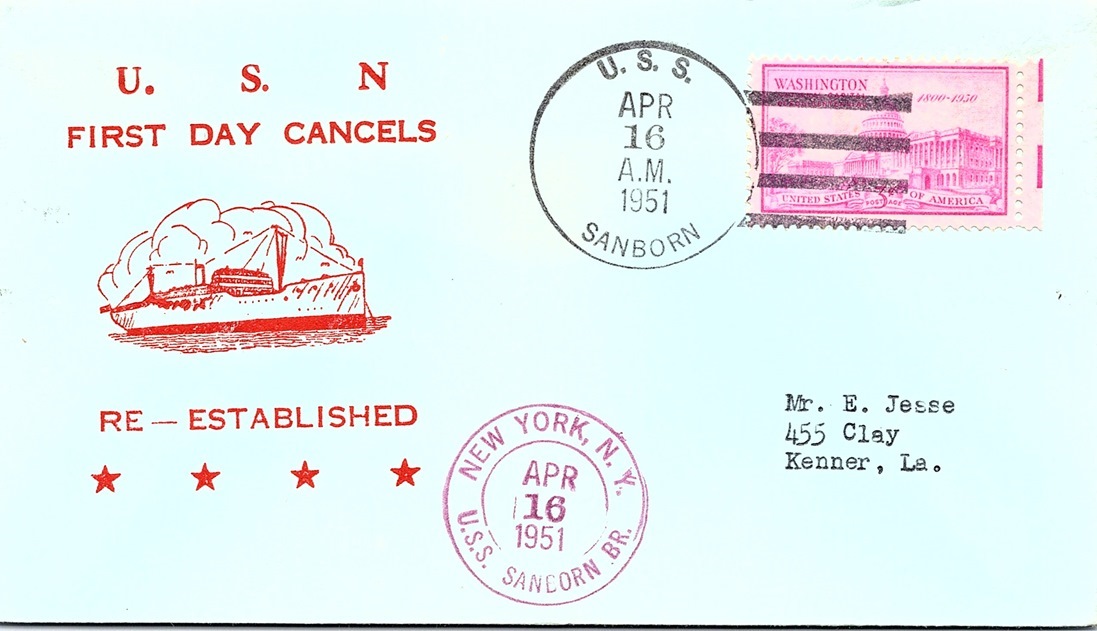 U. S. N
FIRST DAY CANCELS
RE — ESTABLISHED
U. S. S.
APR
16
A.M.
1951
SANBORN
WASHINGTON
1800-1950
UNITED STATES OF AMERICA
POSTAGE
Mr. E. Jesse
455 Clay
Kenner, La.
NEW YORK, N. Y.
APR
16
1951
U.S.S. SANBORN BR.